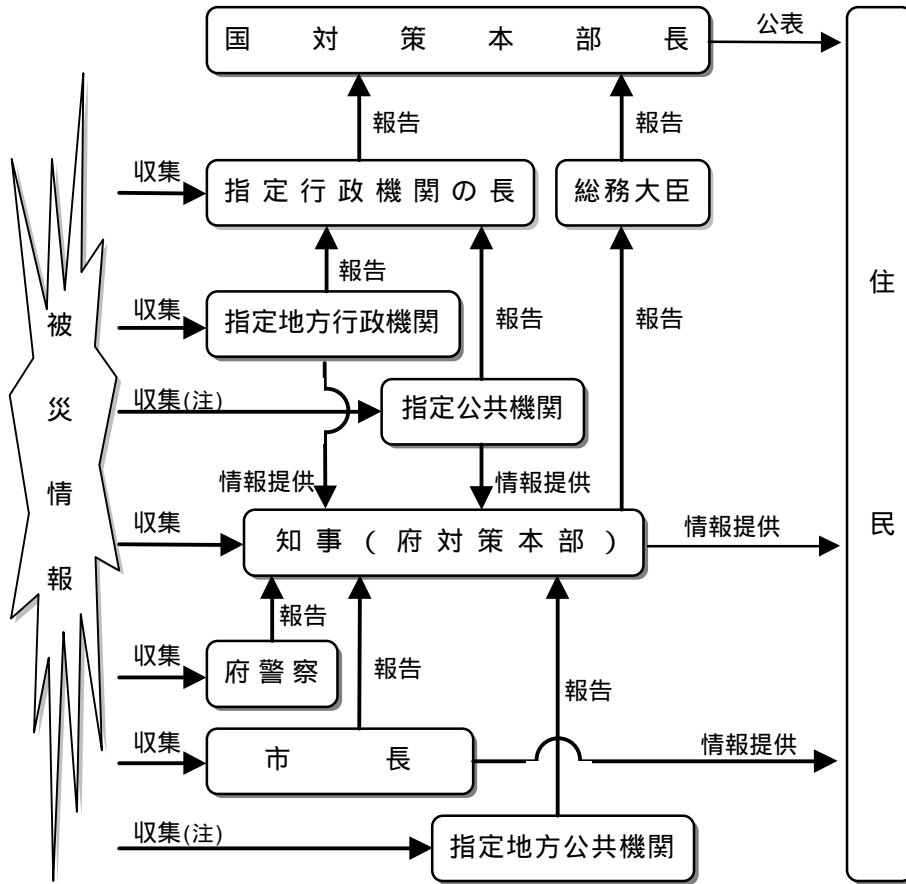 国対策本部長
公表
報告
報告
収集
指定行政機関の長
総務大臣
報告
収集
指定地方行政機関
報告
報告
収集(注)
指定公共機関
情報提供
情報提供
収集
知事(府対策本部)
情報提供
報告
収集
府警察
報告
報告
収集
市長
情報提供
収集(注)
指定地方公共機関
被災情報
住民